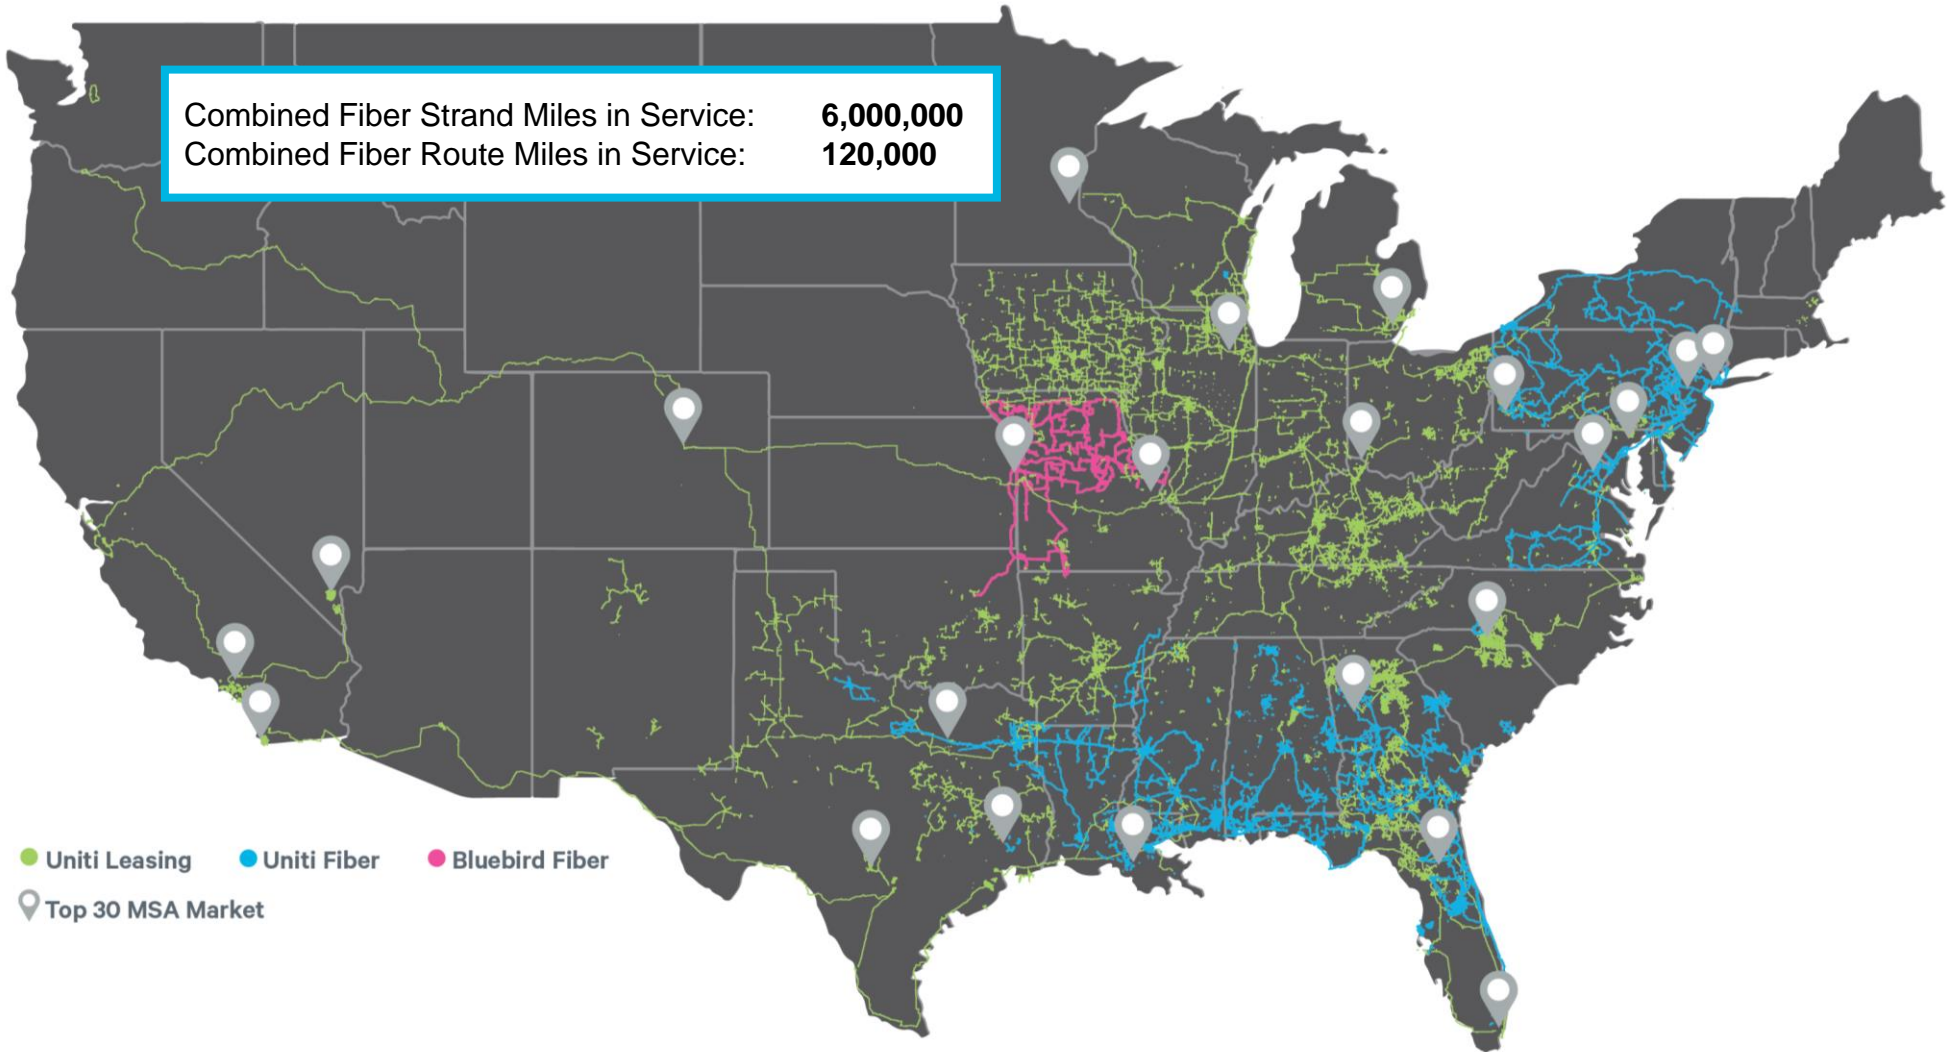 Combined Fiber Strand Miles in Service: 6,000,000
Combined Fiber Route Miles in Service: 120,000
Uniti Leasing Uniti Fiber Bluebird Fiber
Top 30 MSA Market